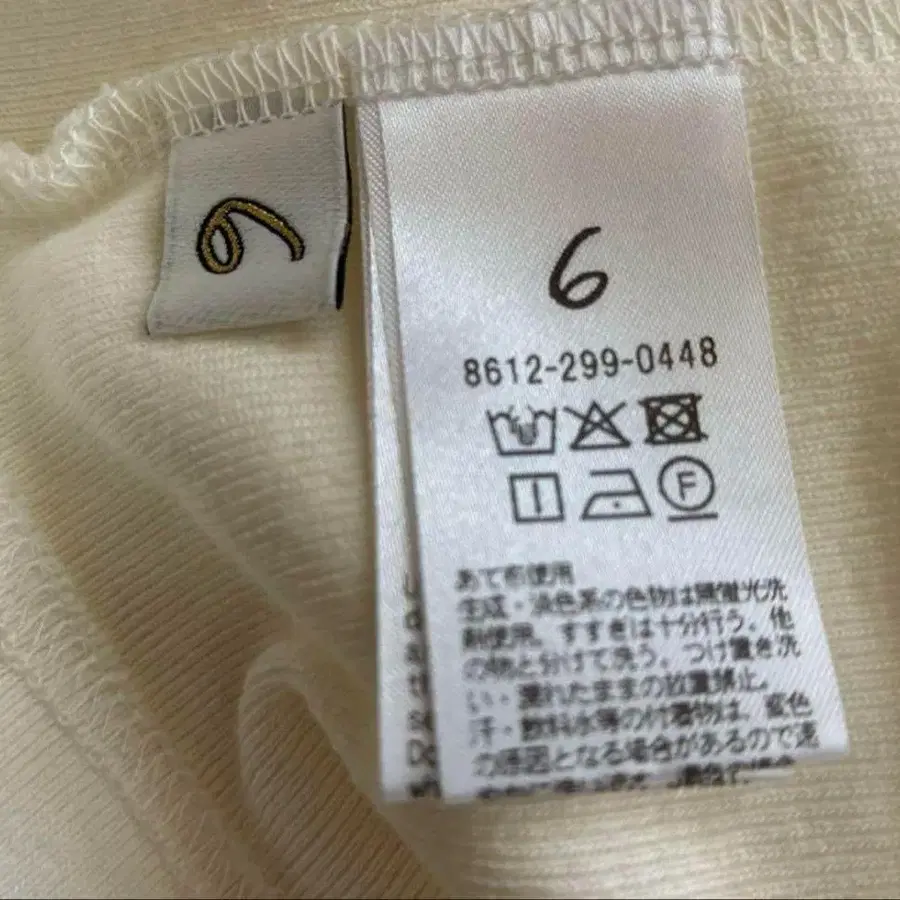 6
6
8612-299-0448
F
あて布使用
生成・淡色系の色物は無蛍光洗
剤使用。すすぎは十分行う。他
の物と分けて洗う。つけ置き洗
い・濡れたままの放置禁止。
汗・飲料水等の付着物は、変色
の原因となる場合があるので速